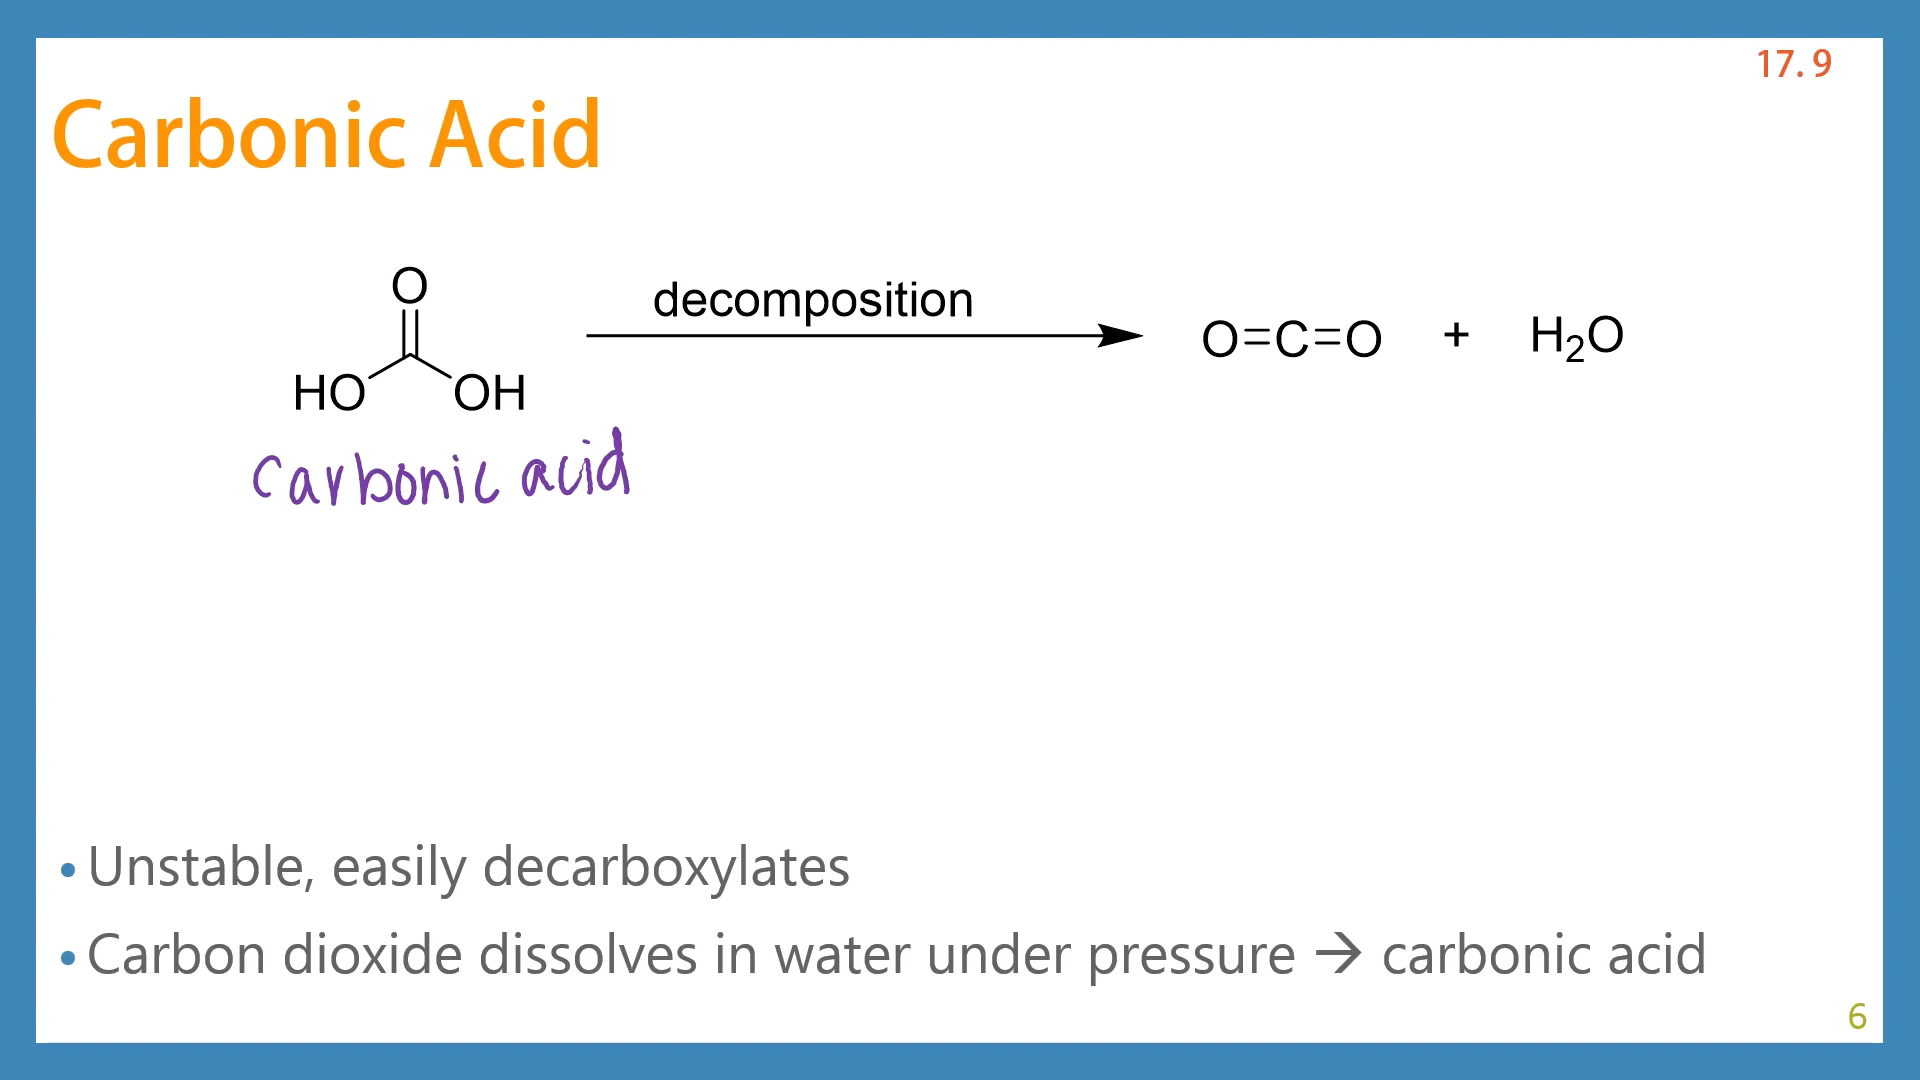 17.9
Carbonic Acid
O
HO OH
decomposition
O=C=O + H₂O
carbonic acid
• Unstable, easily decarboxylates
• Carbon dioxide dissolves in water under pressure → carbonic acid
6